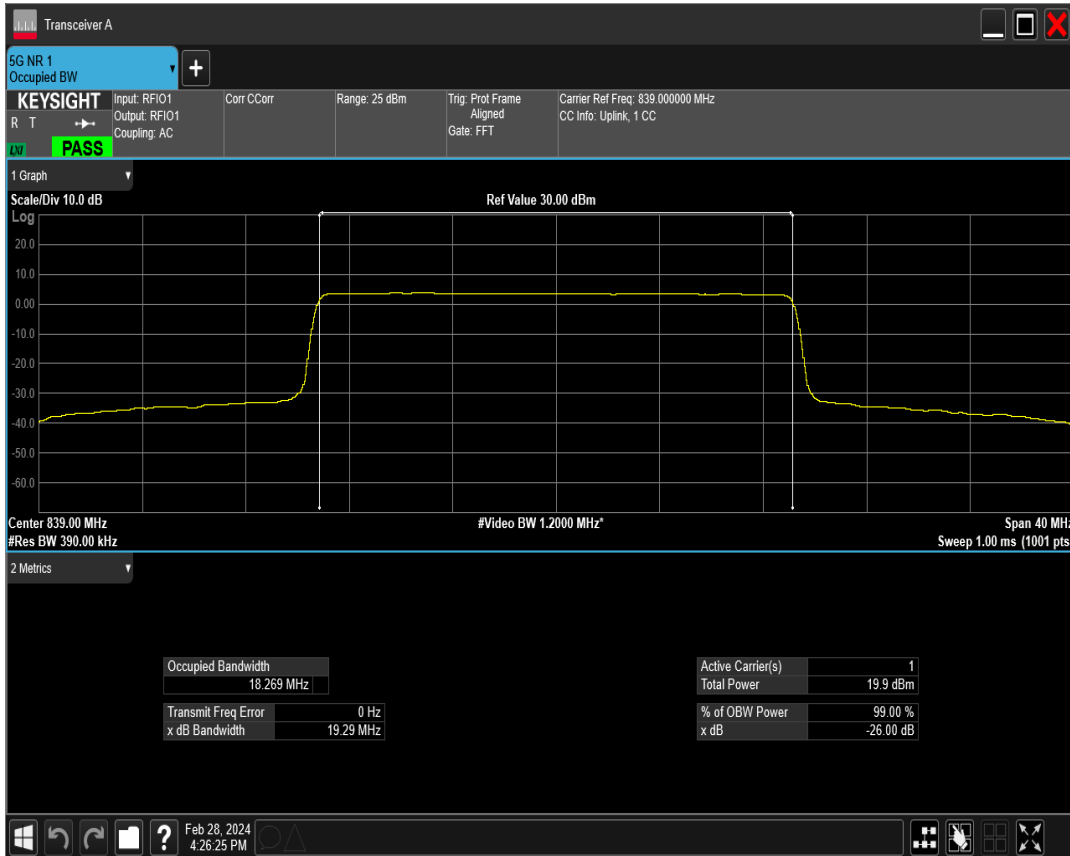 Transceiver A
5G NR 1
Occupied BW
+
KEYSIGHT
R T
LXI
PASS
Input: RFIO1
Output: RFIO1
Coupling: AC
Corr CCorr
Range: 25 dBm
Trig: Prot Frame
Aligned
Gate: FFT
Carrier Ref Freq: 839.000000 MHz
CC Info: Uplink, 1 CC
1 Graph
Scale/Div 10.0 dB
Ref Value 30.00 dBm
Log
20.0
10.0
0.00
-10.0
-20.0
-30.0
-40.0
-50.0
-60.0
Center 839.00 MHz
#Video BW 1.2000 MHz*
Span 40 MHz
#Res BW 390.00 kHz
Sweep 1.00 ms (1001 pts
2 Metrics
Occupied Bandwidth
18.269 MHz
Transmit Freq Error 0 Hz
x dB Bandwidth 19.29 MHz
Active Carrier(s) 1
Total Power 19.9 dBm
% of OBW Power 99.00 %
x dB -26.00 dB
?
Feb 28, 2024
4:26:25 PM